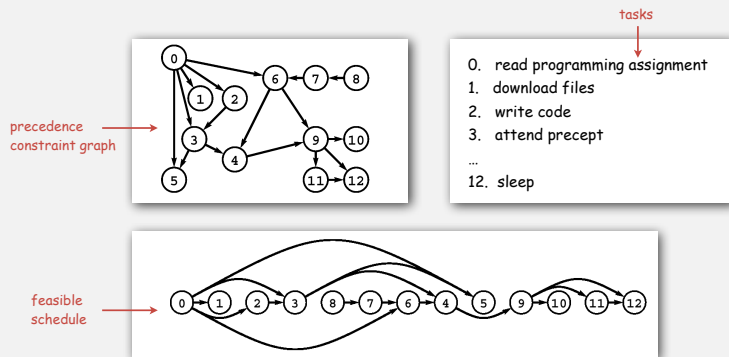 tasks
0. read programming assignment
1. download files
2. write code
3. attend precept
...
12. sleep
precedence
constraint graph
0
6
7
8
1
2
3
9
10
4
5
11
12
feasible
schedule
0 1 2 3 8 7 6 4 5 9 10 11 12